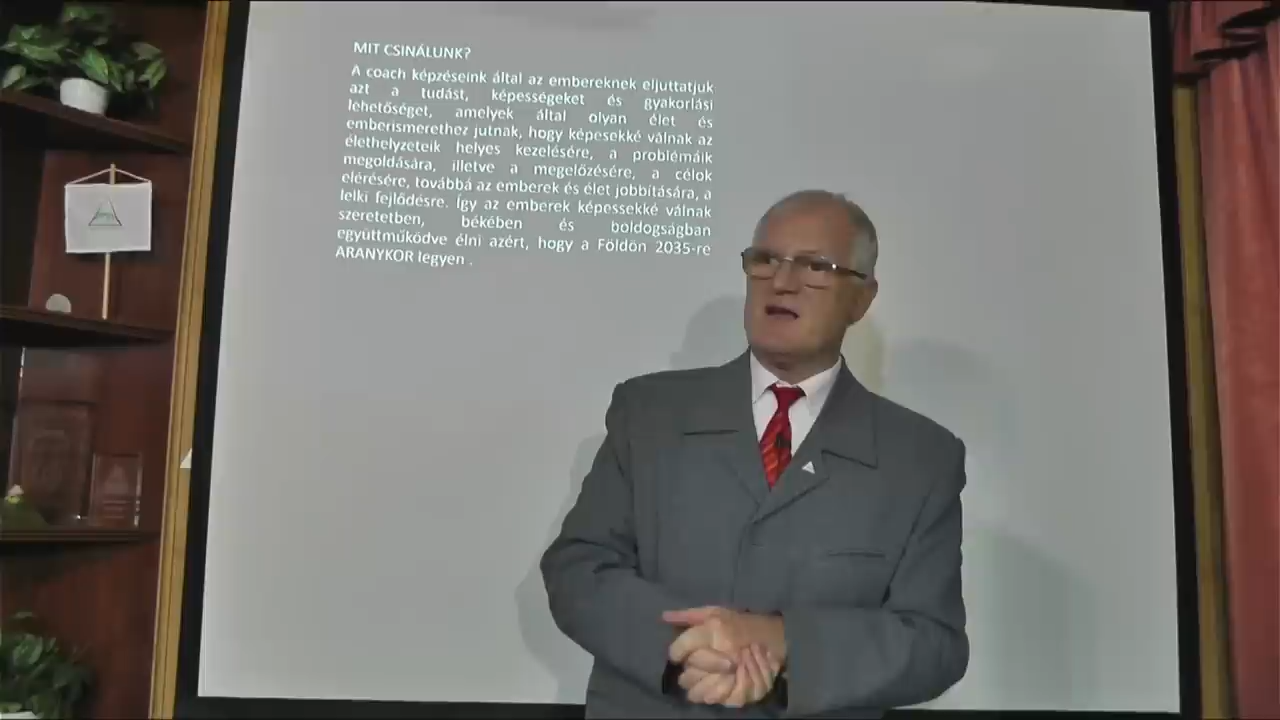 MIT CSINÁLUNK?
A coach képzéseink által az embereknek eljuttatjuk
azt a tudást, képességeket és gyakorlási
lehetőséget, amelyek által olyan élet és
emberismerethez jutnak, hogy képesekké válnak az
élethelyzeteik helyes kezelésére, a problémáik
megoldására, illetve a megelőzésére, a célok
elérésére, továbbá az emberek és élet jobbítására, a
lelki fejlődésre. Így az emberek képessekké válnak
szeretetben, békében és boldogságban
együttműködve élni azért, hogy a Földön 2035-re
ARANYKOR legyen .